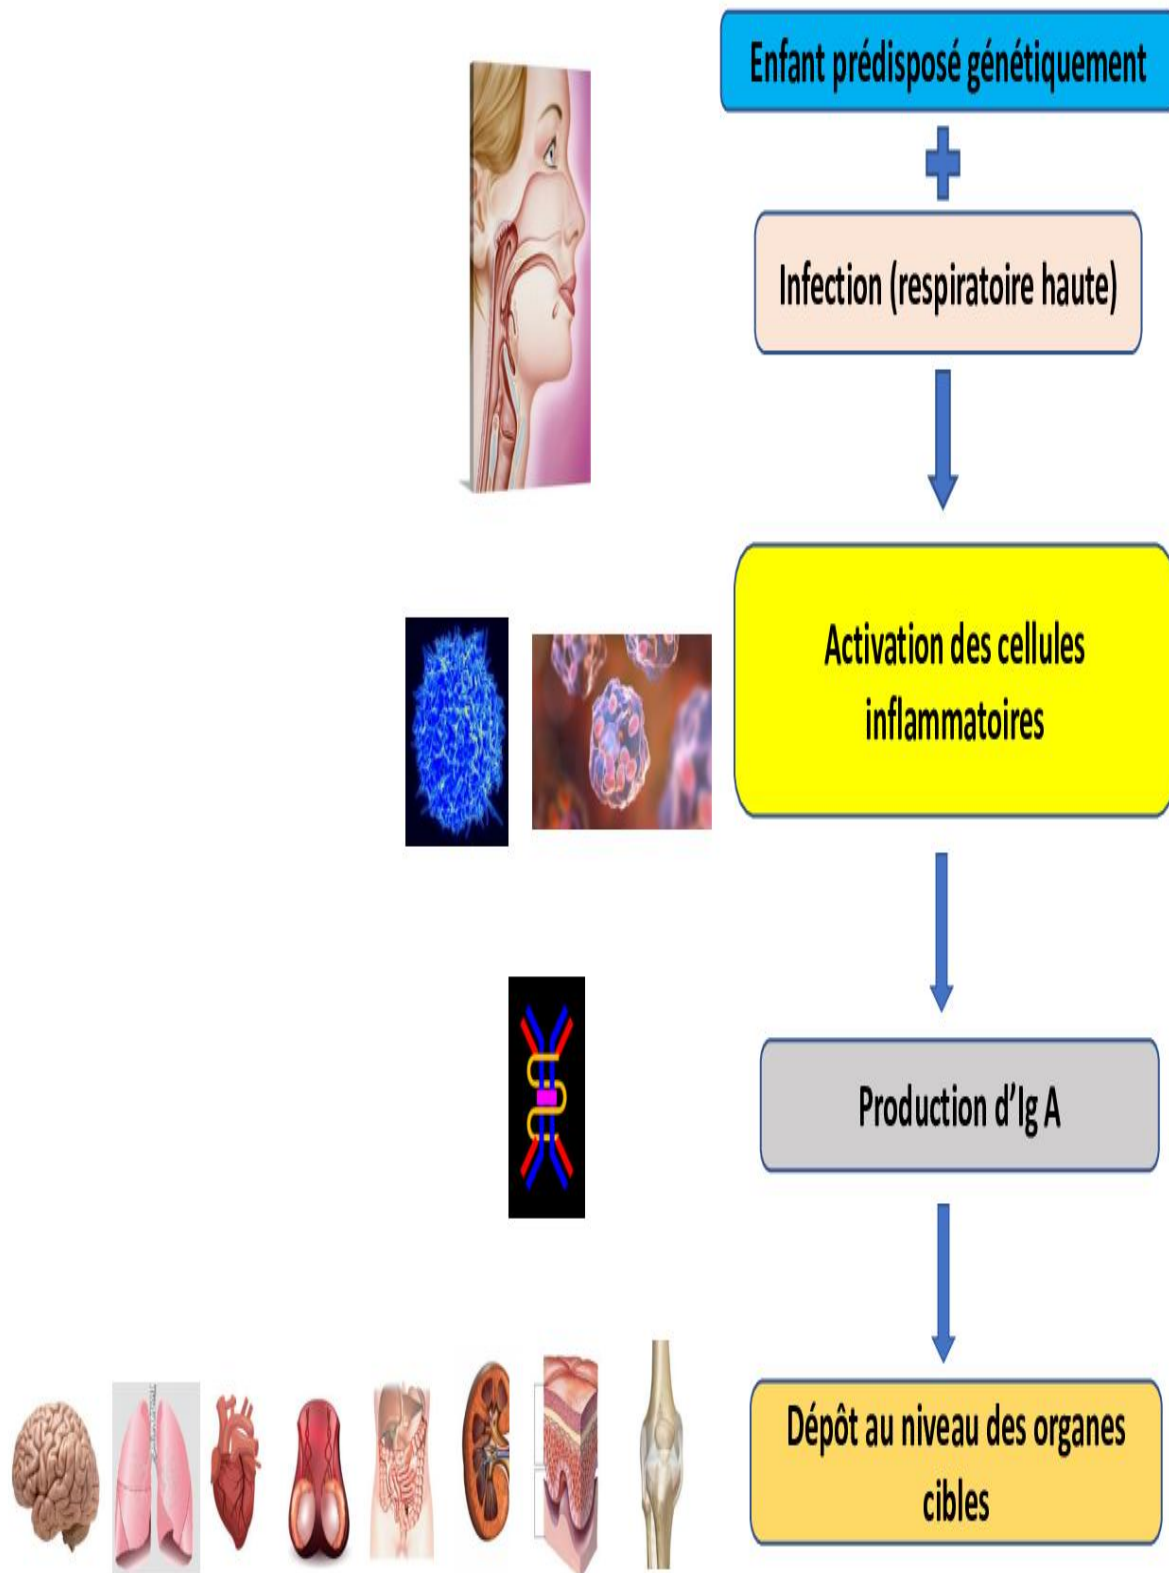 Enfant prédisposé génétiquement
Infection (respiratoire haute)
Activation des cellules
inflammatoires
Production d'Ig A
Dépôt au niveau des organes
cibles